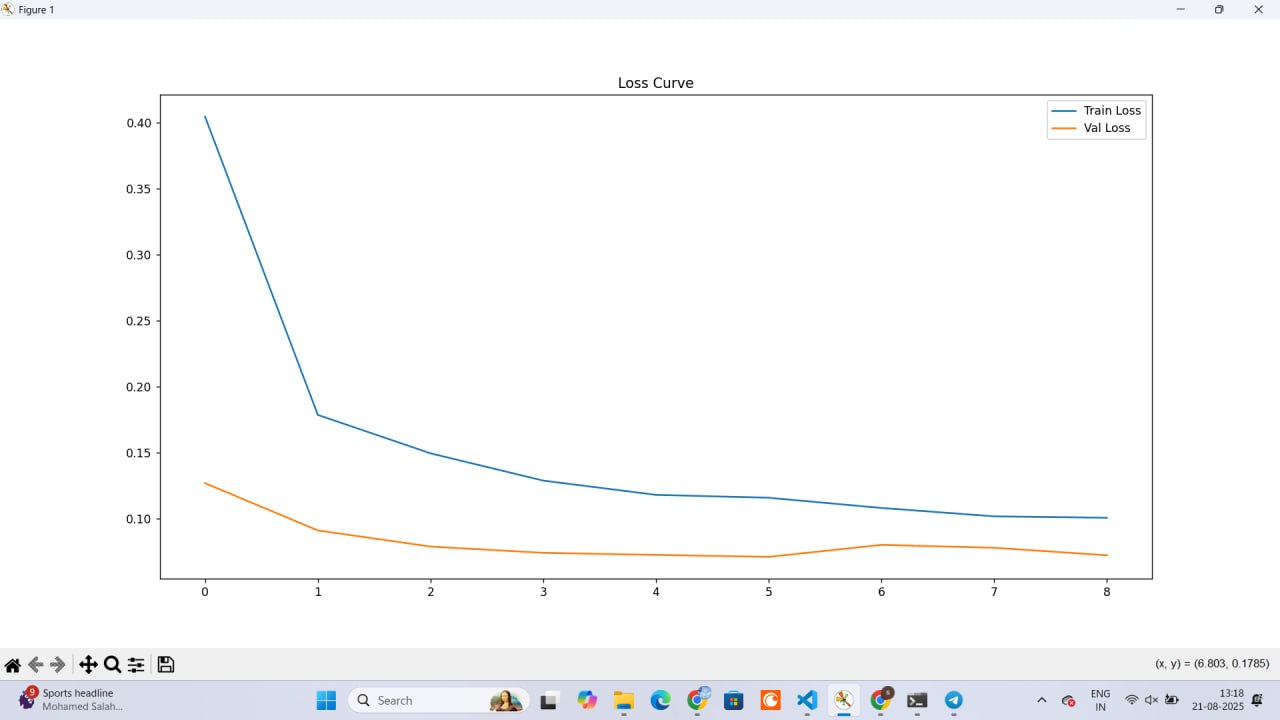 Figure 1
Loss Curve
Train Loss
Val Loss
0.40
0.35
0.30
0.25
0.20
0.15
0.10
0 1 2 3 4 5 6 7 8
(x, y) = (6.803, 0.1785)
9
Sports headline
Mohamed Salah...
Search
ENG
IN
13:18
21-08-2025